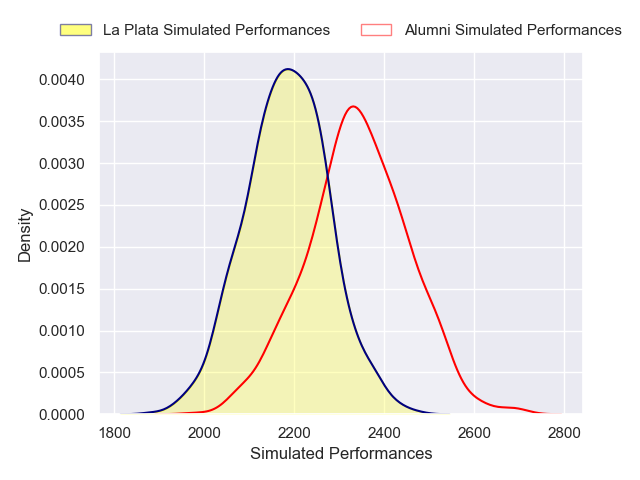 La Plata Simulated Performances
Alumni Simulated Performances
0.0040
0.0035
0.0030
0.0025
0.0020
0.0015
0.0010
0.0005
0.0000
Density
1800 2000 2200 2400 2600 2800
Simulated Performances